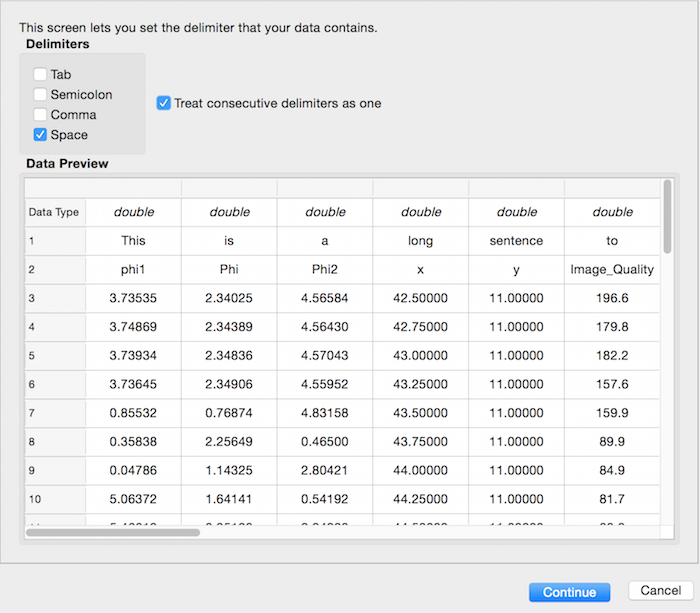 This screen lets you set the delimiter that your data contains.
Delimiters
Tab
Semicolon
Comma
Space
Treat consecutive delimiters as one
Data Preview
Data Type double double double double double double
1 This is a long sentence to
2 phi1 Phi Phi2 x y Image_Quality
3 3.73535 2.34025 4.56584 42.50000 11.00000 196.6
4 3.74869 2.34389 4.56430 42.75000 11.00000 179.8
5 3.73934 2.34836 4.57043 43.00000 11.00000 182.2
6 3.73645 2.34906 4.55952 43.25000 11.00000 157.6
7 0.85532 0.76874 4.83158 43.50000 11.00000 159.9
8 0.35838 2.25649 0.46500 43.75000 11.00000 89.9
9 0.04786 1.14325 2.80421 44.00000 11.00000 84.9
10 5.06372 1.64141 0.54192 44.25000 11.00000 81.7
Continue Cancel